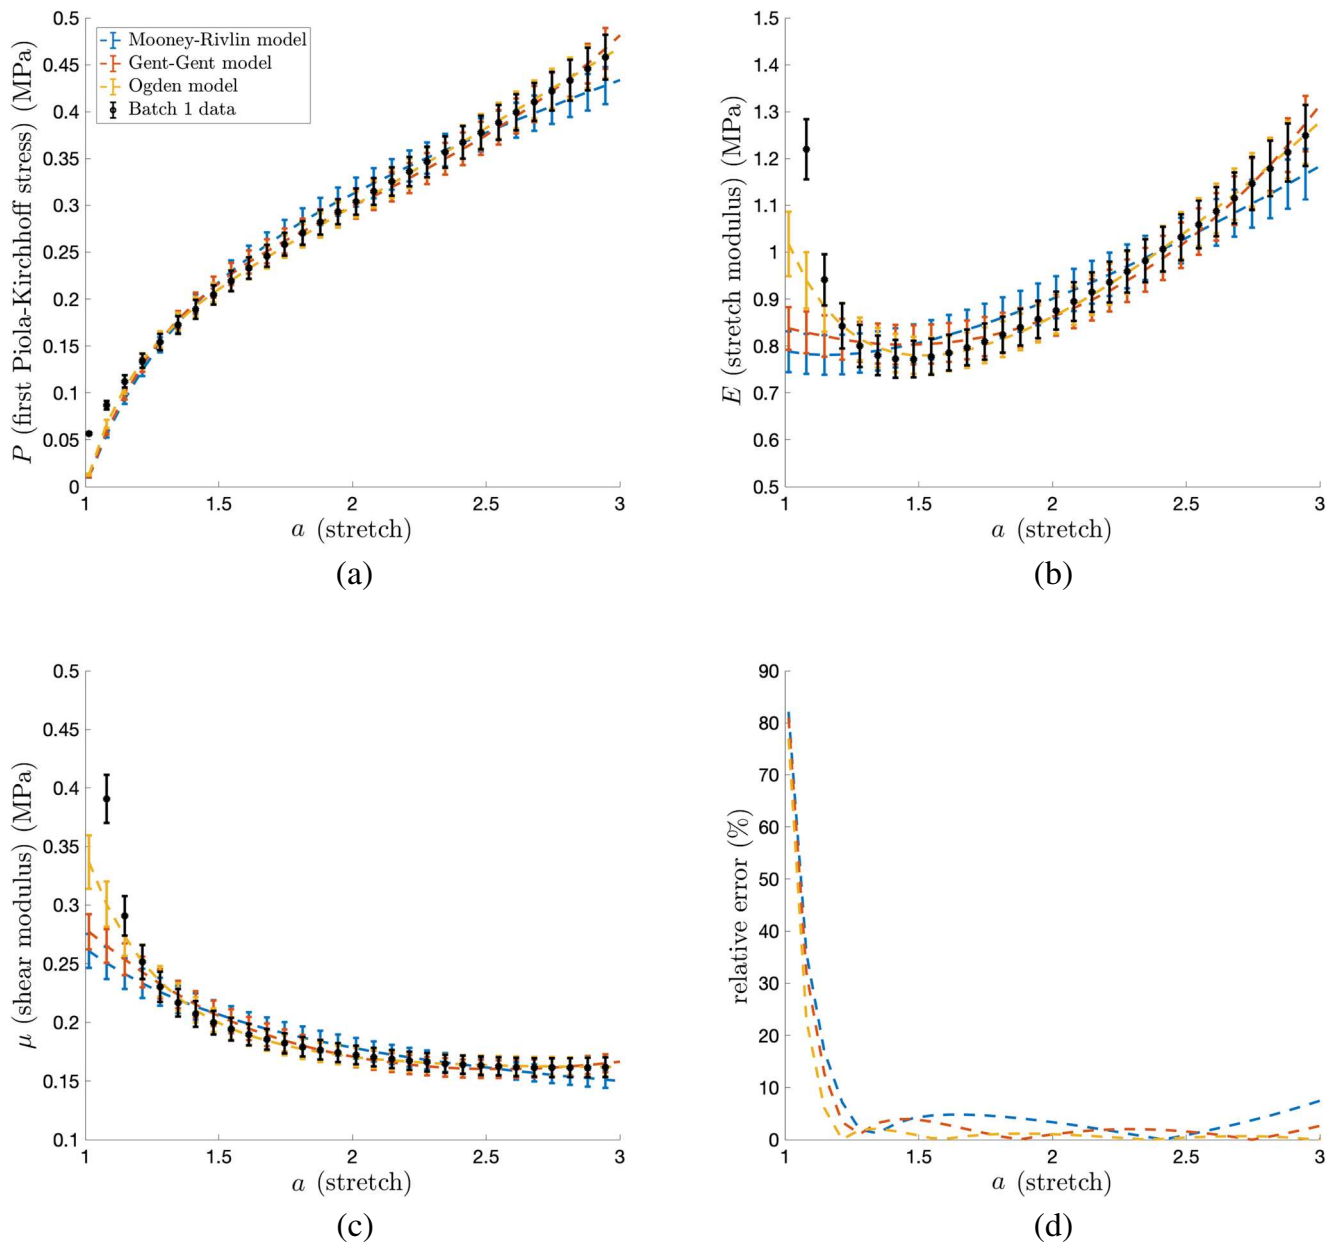 P (first Piola-Kirchhoff stress) (MPa)
0.5
0.45
0.4
0.35
0.3
0.25
0.2
0.15
0.1
0.05
0
Mooney-Rivlin model
Gent-Gent model
Ogden model
Batch 1 data
1 1.5 2 2.5 3
a (stretch)
(a)
E (stretch modulus) (MPa)
1.5
1.4
1.3
1.2
1.1
1
0.9
0.8
0.7
0.6
0.5
1 1.5 2 2.5 3
a (stretch)
(b)
μ (shear modulus) (MPa)
0.5
0.45
0.4
0.35
0.3
0.25
0.2
0.15
0.1
1 1.5 2 2.5 3
a (stretch)
(c)
relative error (%)
90
80
70
60
50
40
30
20
10
0
1 1.5 2 2.5 3
a (stretch)
(d)